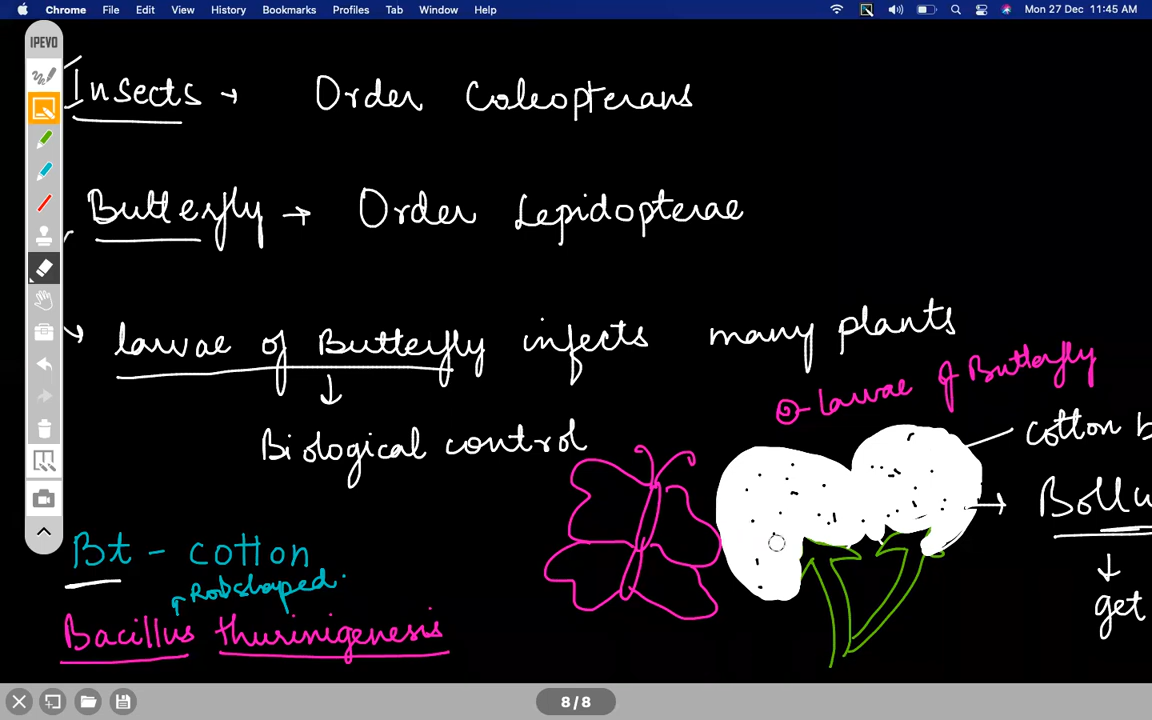 Chrome File Edit View History Bookmarks Profiles Tab Window Help Mon 27 Dec 11:45 AM
IPEVO
Insects → Order Coleopterans
Butterfly → Order Lepidopterae
→ larvae of Butterfly infects many plants
→ larvae of Butterfly
↓
Biological control
cotton b
→ Bollw
Bt - cotton
↓
Rodshaped
get
Bacillus thurinigenesis
8/8